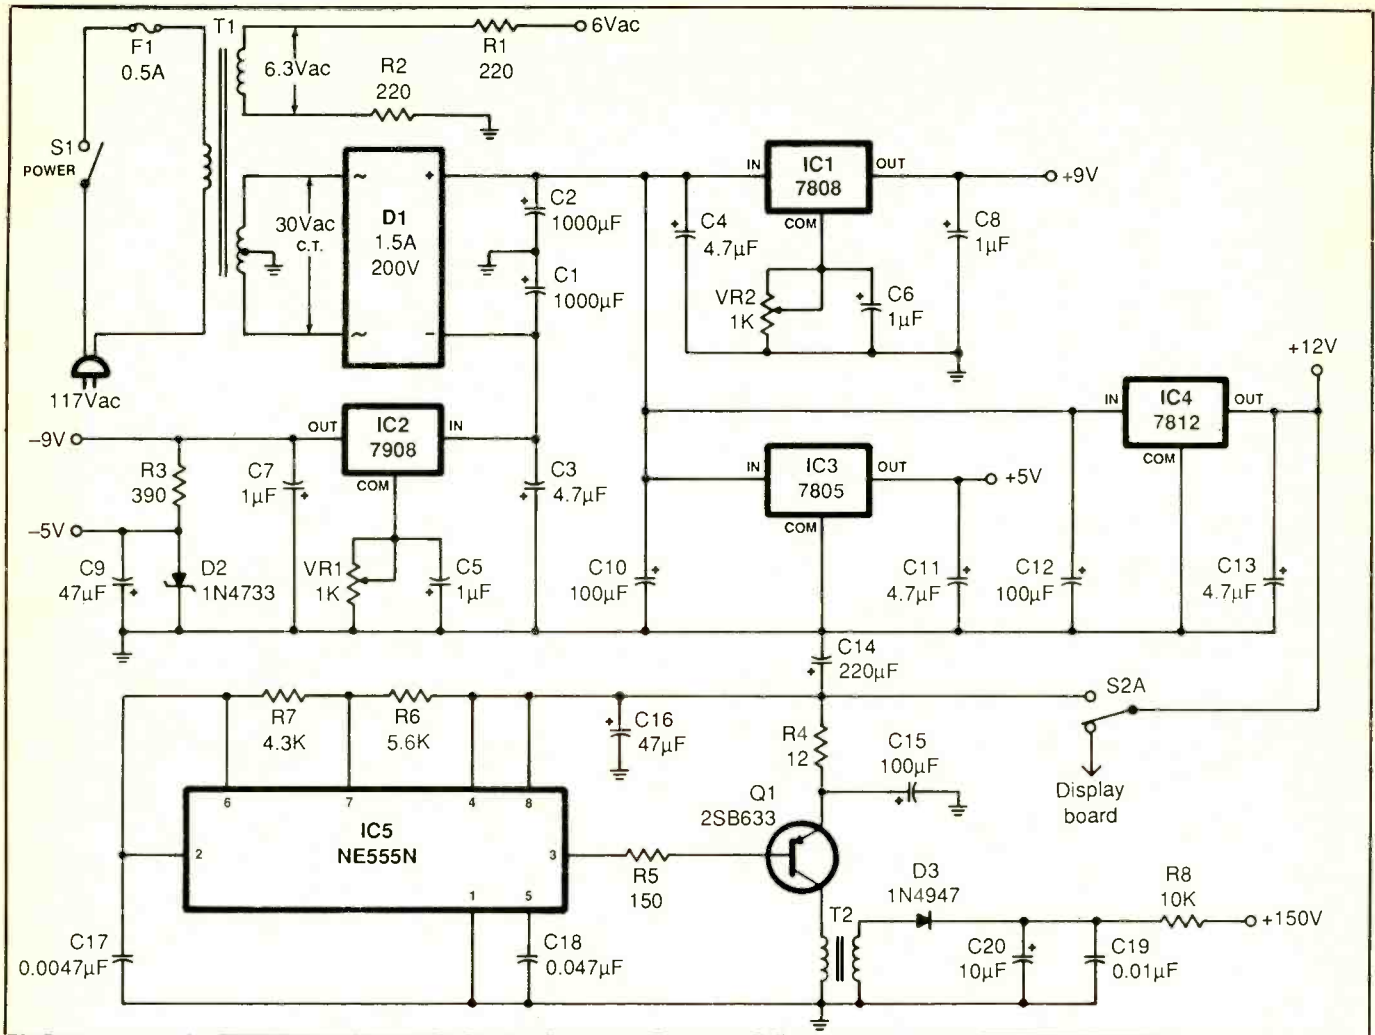 F1
0.5A
T1
6.3Vac
R1
220
6Vac
R2
220
S1
POWER
117Vac
30Vac
C.T.
~
~
+
−
D1
1.5A
200V
+
C2
1000µF
+
C1
1000µF
+
C4
4.7µF
IN
IC1
7808
OUT
COM
+9V
+
C8
1µF
VR2
1K
+
C6
1µF
+12V
–9V
OUT
IC2
7908
IN
COM
R3
390
C7
1µF
+
+
C3
4.7µF
IN
IC3
7805
OUT
COM
+5V
IN
IC4
7812
OUT
COM
–5V
C9
47µF
+
D2
1N4733
VR1
1K
+
C5
1µF
C10
100µF
+
C11
4.7µF
+
C12
100µF
+
C13
4.7µF
+
+
C14
220µF
S2A
Display
board
R7
4.3K
R6
5.6K
+
C16
47µF
R4
12
C15
100µF
+
Q1
2SB633
6
7
4
8
2
IC5
NE555N
3
1
5
R5
150
T2
D3
1N4947
R8
10K
+150V
C17
0.0047µF
C18
0.047µF
C20
10µF
+
C19
0.01µF